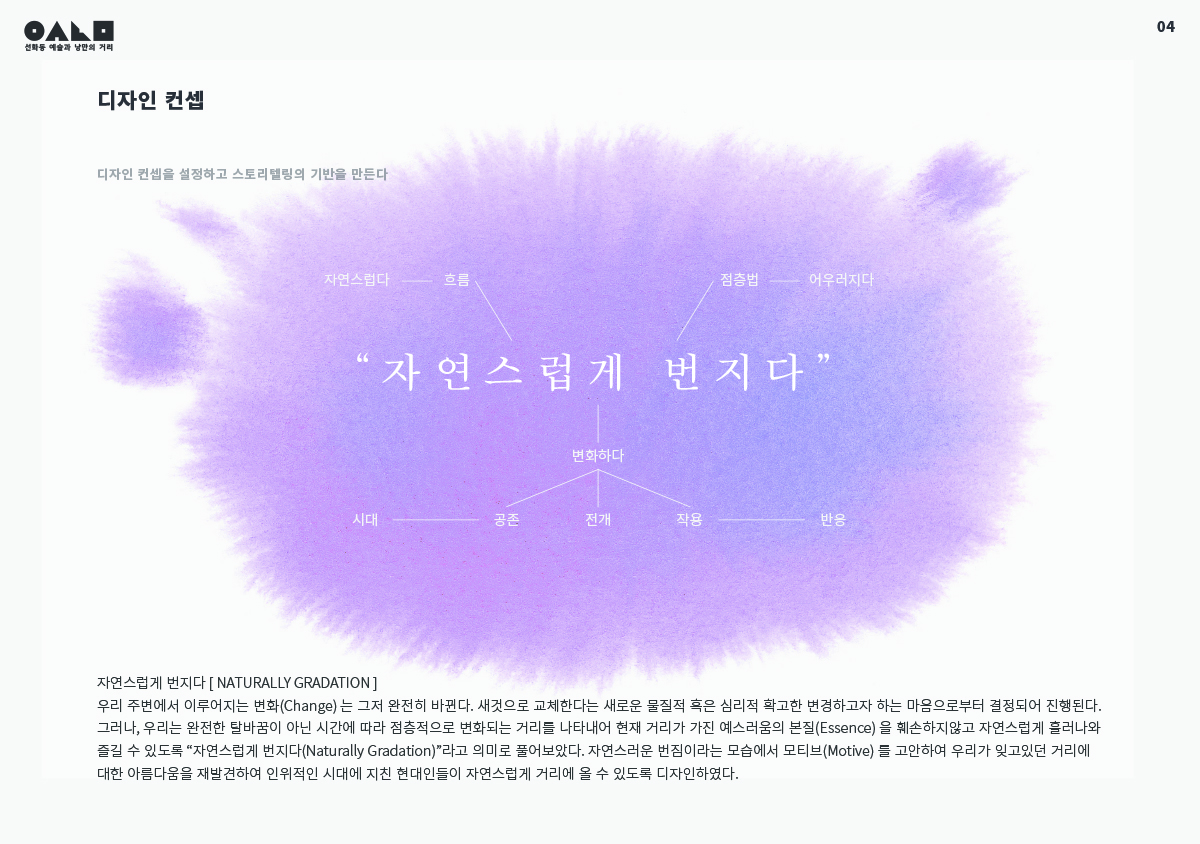 선화동 예술과 낭만의 거리
04
디자인 컨셉
디자인 컨셉을 설정하고 스토리텔링의 기반을 만든다
자연스럽다 흐름 점층법 어우러지다
“자연스럽게 번지다”
변화하다
시대 공존 전개 작용 반응
자연스럽게 번지다 [ NATURALLY GRADATION ]
우리 주변에서 이루어지는 변화(Change) 는 그저 완전히 바뀐다. 새것으로 교체한다는 새로운 물질적 혹은 심리적 확고한 변경하고자 하는 마음으로부터 결정되어 진행된다.
그러나, 우리는 완전한 탈바꿈이 아닌 시간에 따라 점층적으로 변화되는 거리를 나타내어 현재 거리가 가진 예스러움의 본질(Essence) 을 훼손하지않고 자연스럽게 흘러나와
즐길 수 있도록 “자연스럽게 번지다(Naturally Gradation)”라고 의미로 풀어보았다. 자연스러운 번짐이라는 모습에서 모티브(Motive) 를 고안하여 우리가 잊고있던 거리에
대한 아름다움을 재발견하여 인위적인 시대에 지친 현대인들이 자연스럽게 거리에 올 수 있도록 디자인하였다.